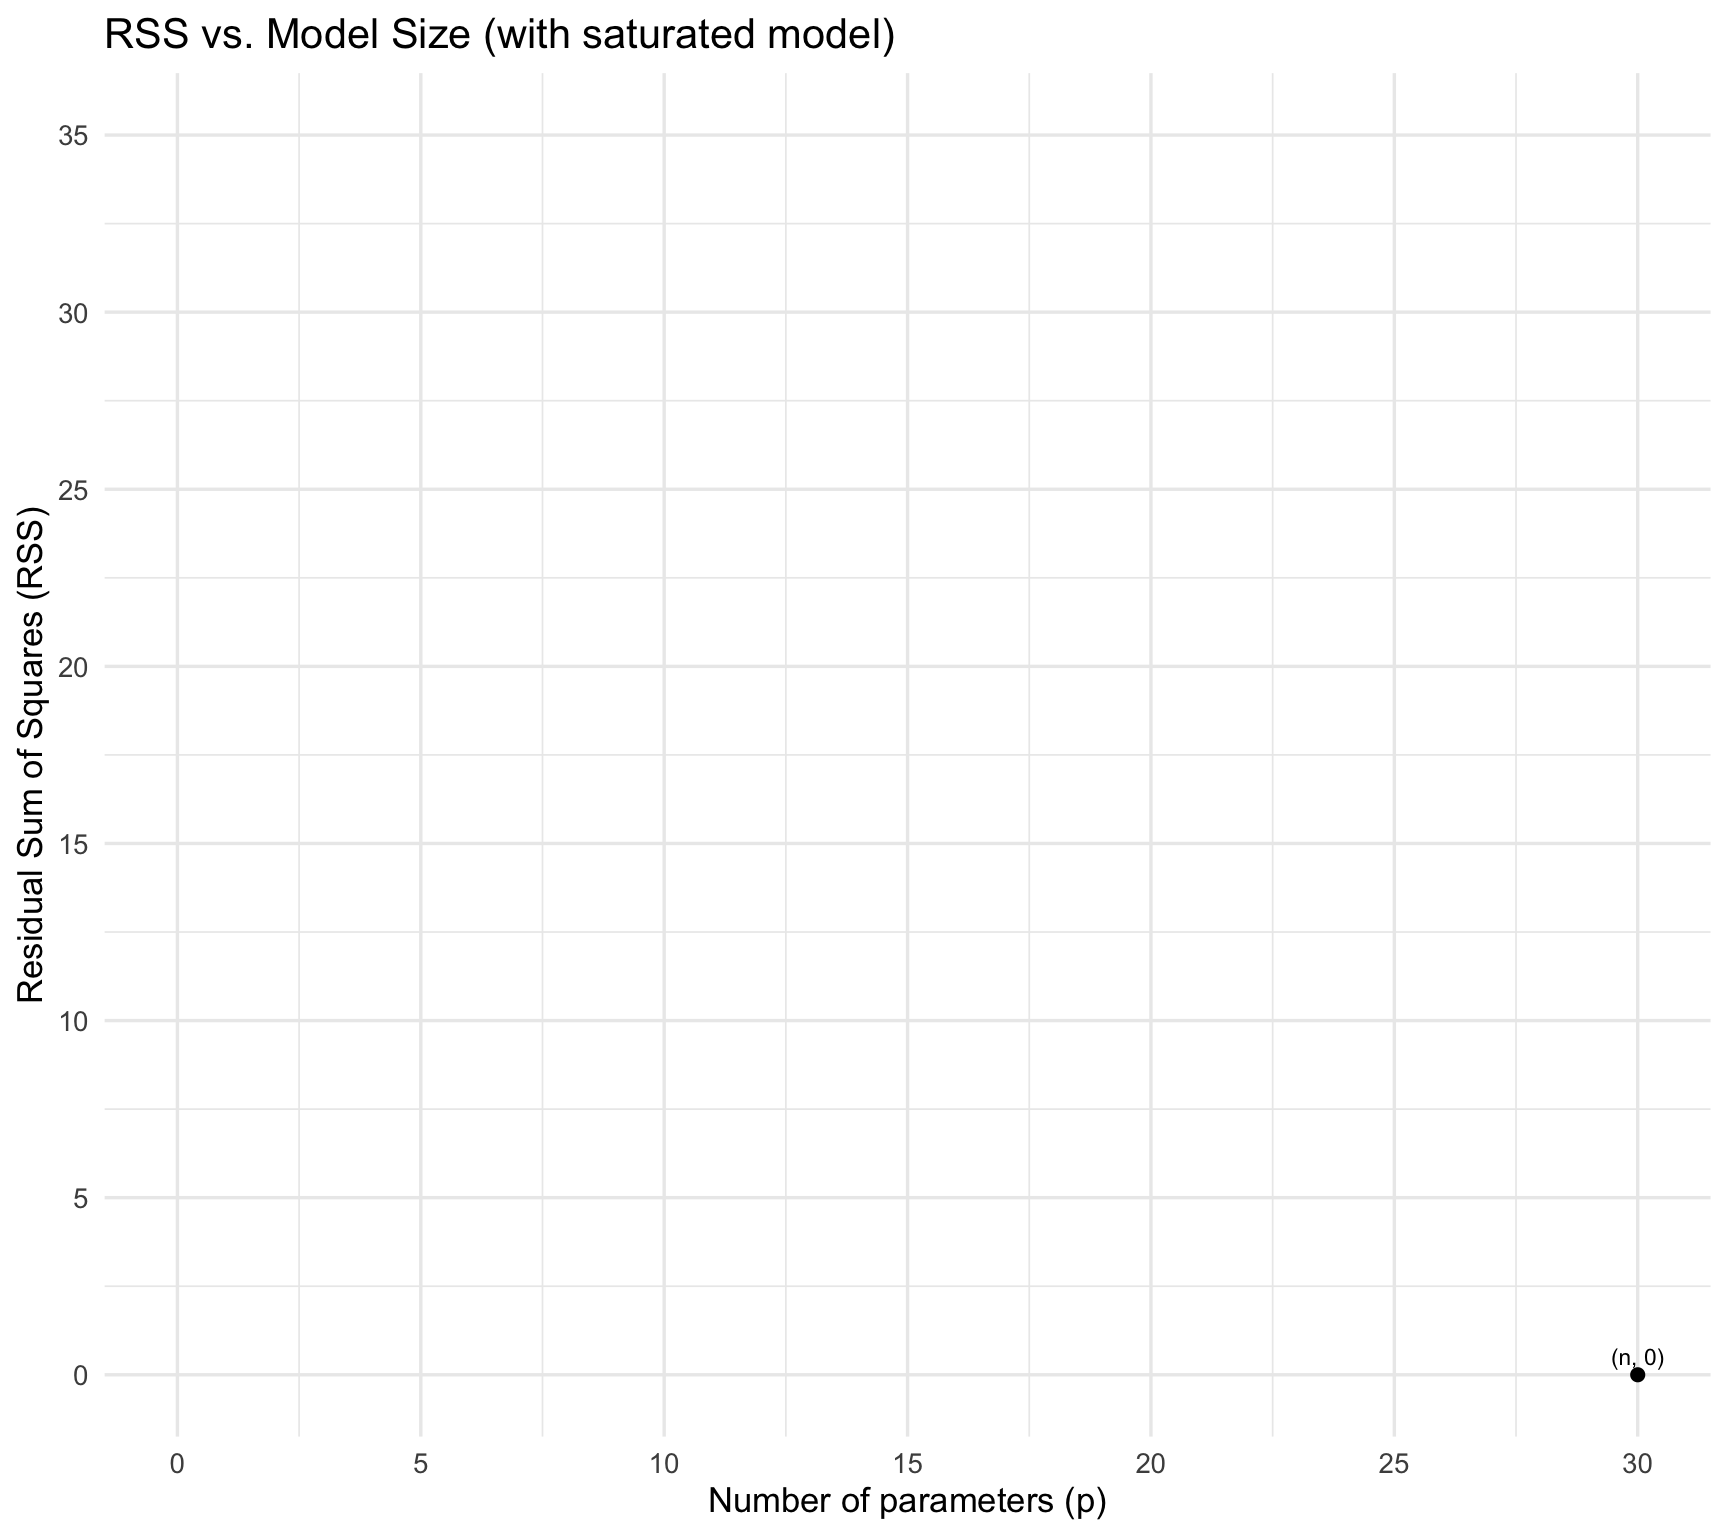 RSS vs. Model Size (with saturated model)
Residual Sum of Squares (RSS)
35
30
25
20
15
10
5
0
(n, 0)
0 5 10 15 20 25 30
Number of parameters (p)